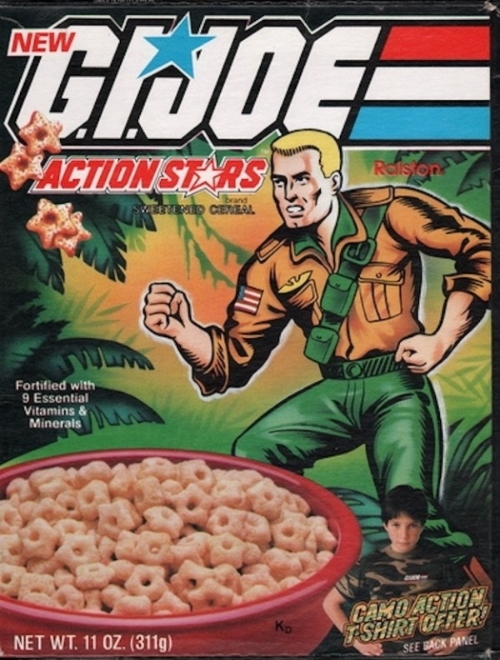 NEW
G.I. JOE
ACTION STARS
brand
SWEETENED CEREAL
Ralston
Fortified with
9 Essential
Vitamins &
Minerals
CAMO ACTION
T-SHIRT OFFER!
SEE BACK PANEL
KD
NET WT. 11 OZ. (311g)